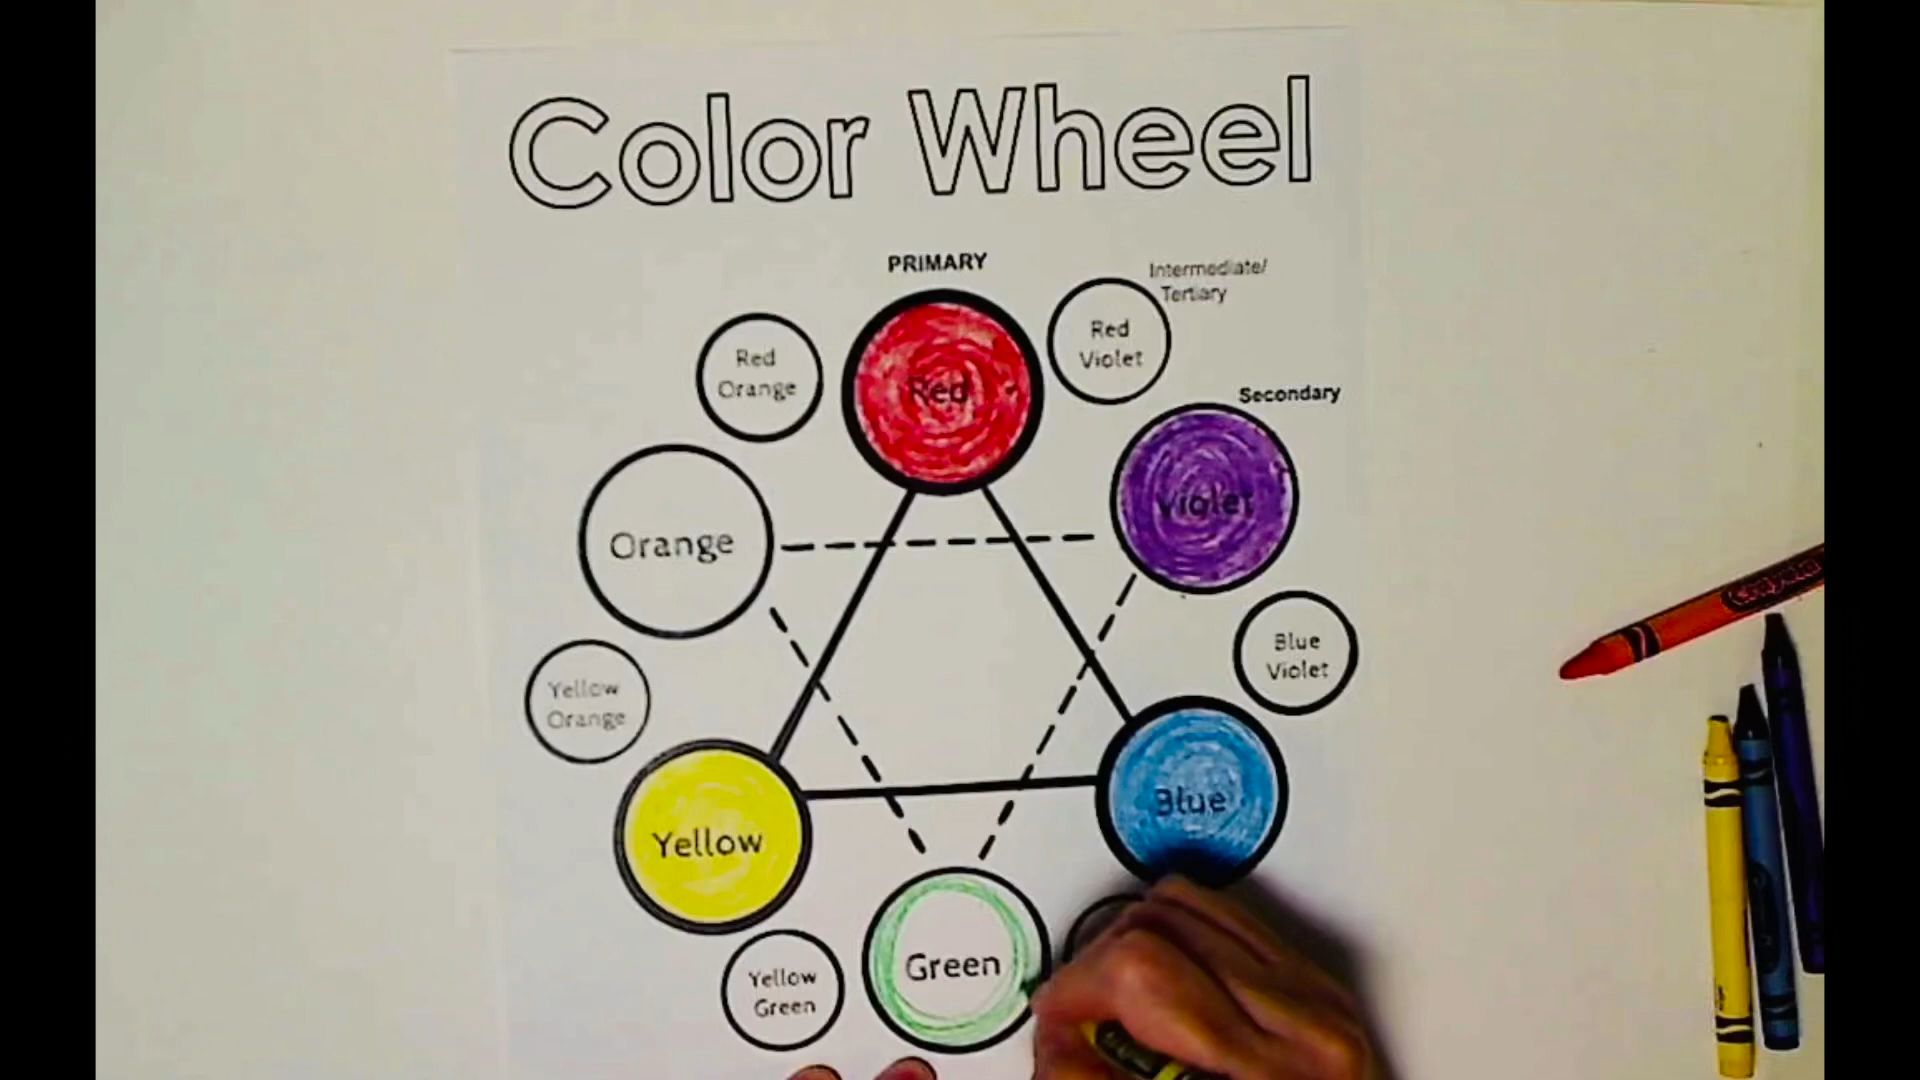 Color Wheel
PRIMARY
Intermediate/
Tertiary
Red
Orange
Red
Red
Violet
Secondary
Orange
Violet
Yellow
Orange
Blue
Violet
Yellow
Blue
Yellow
Green
Green
Crayola